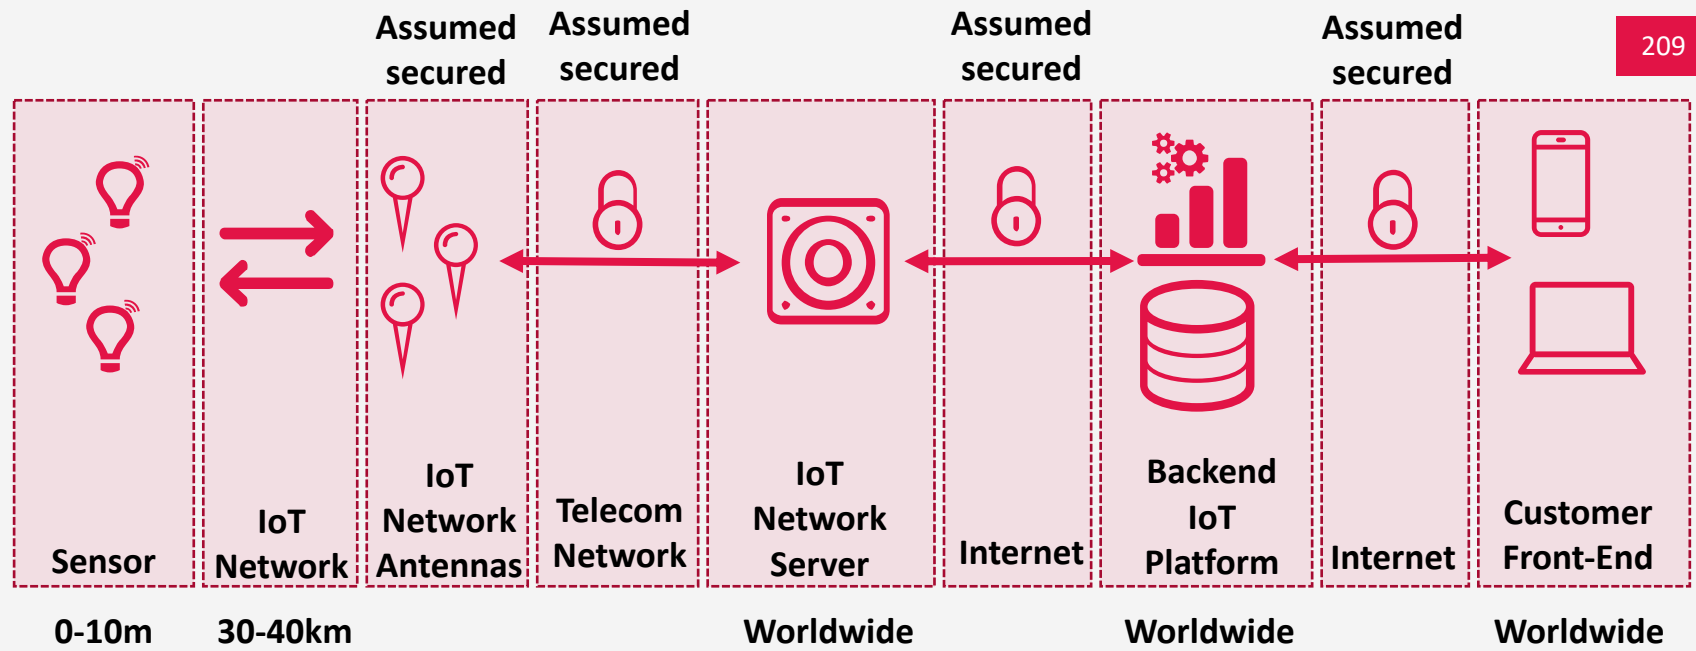 Assumed
secured
Assumed
secured
Assumed
secured
Assumed
secured
209
Sensor
IoT
Network
IoT
Network
Antennas
Telecom
Network
IoT
Network
Server
Internet
Backend
IoT
Platform
Internet
Customer
Front-End
0-10m
30-40km
Worldwide
Worldwide
Worldwide